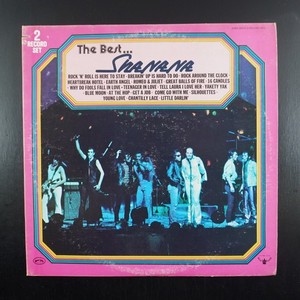 2
RECORD
SET
The Best...
SHANANA
ROCK 'N' ROLL IS HERE TO STAY · BREAKIN' UP IS HARD TO DO · ROCK AROUND THE CLOCK
HEARTBREAK HOTEL · EARTH ANGEL · ROMEO & JULIET · GREAT BALLS OF FIRE · 16 CANDLES
WHY DO FOOLS FALL IN LOVE · TEENAGER IN LOVE · TELL LAURA I LOVE HER · YAKETY YAK
BLUE MOON · AT THE HOP · GET A JOB · COME GO WITH ME · SILHOUETTES
YOUNG LOVE · CHANTILLY LACE · LITTLE DARLIN'